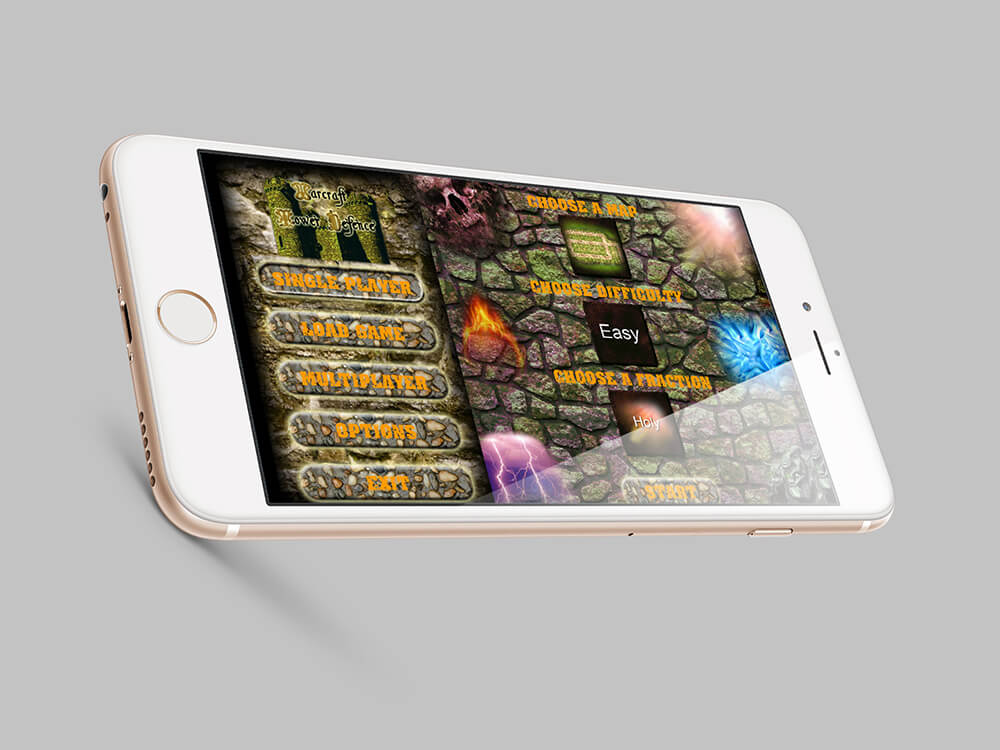 Warcraft
Tower Defence
SINGLE PLAYER
LOAD GAME
MULTIPLAYER
OPTIONS
EXIT
CHOOSE A MAP
CHOOSE DIFFICULTY
Easy
CHOOSE A FRACTION
Holy
START